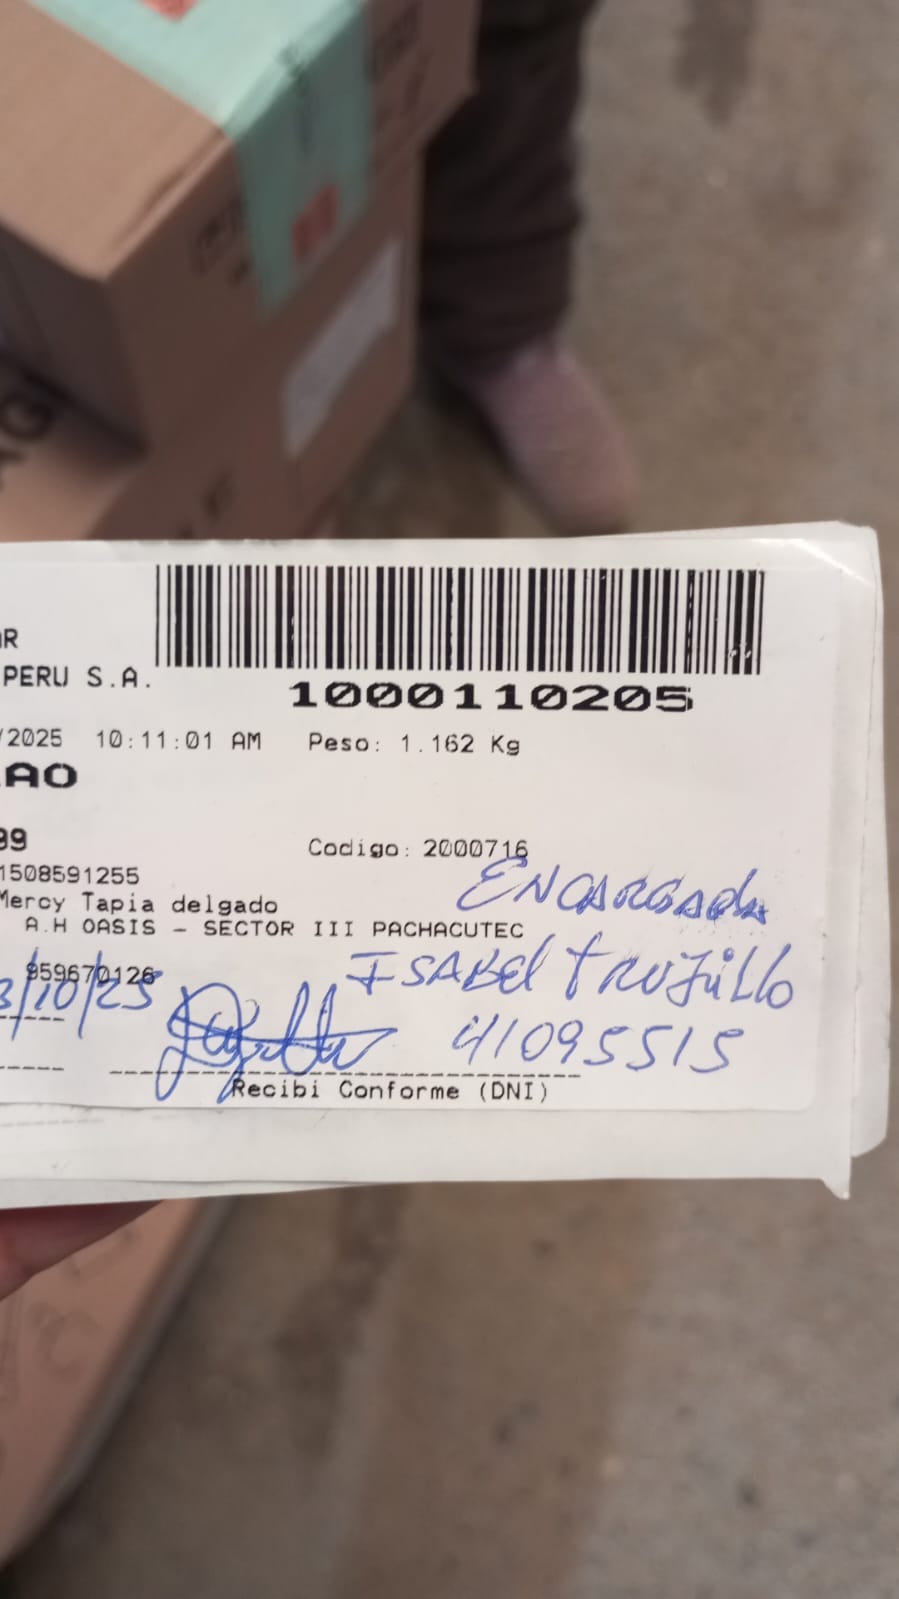 R
PERU S.A.
1000110205
/2025 10:11:01 AM Peso: 1.162 Kg
AO
99
Codigo: 2000716
1508591255
Mercy Tapia delgado
A.H OASIS - SECTOR III PACHACUTEC
959670126
ENCARGADA
ISABEL TRUJILLO
3/10/25
41095515
Recibi Conforme (DNI)